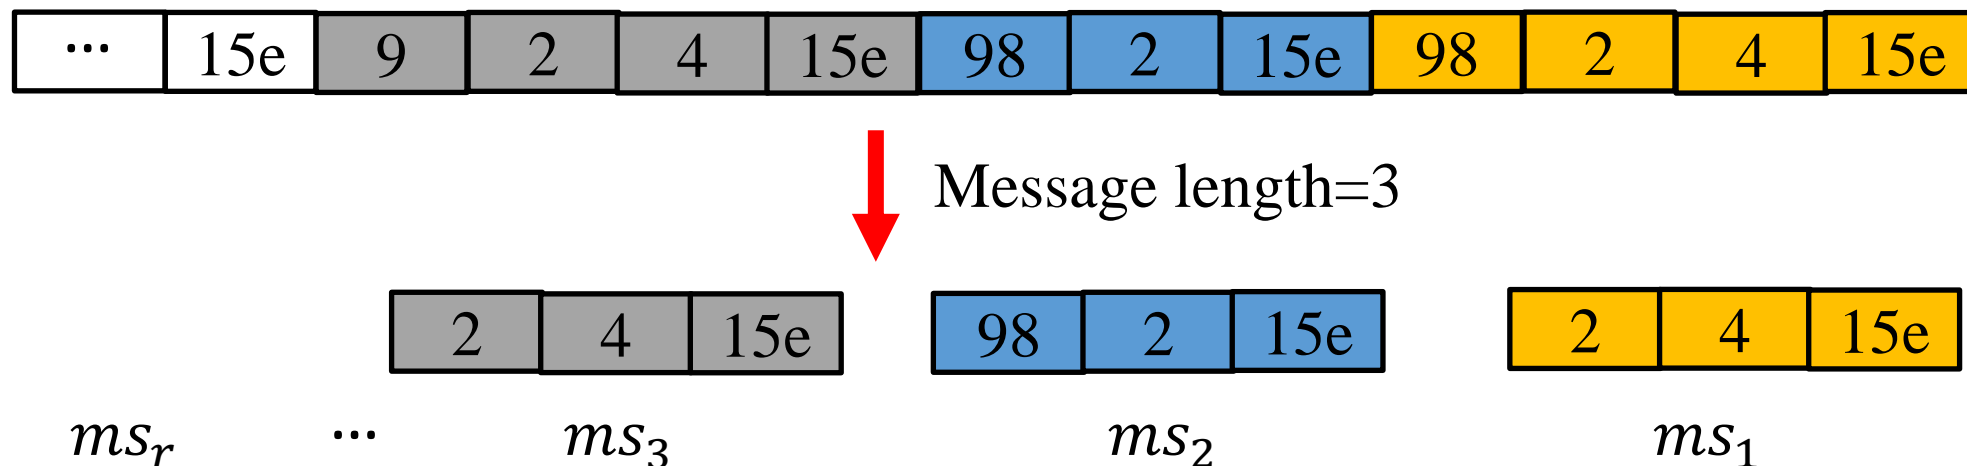 ... 15e 9 2 4 15e 98 2 15e 98 2 4 15e
Message length=3
2 4 15e 98 2 15e 2 4 15e
ms_r ... ms_3 ms_2 ms_1